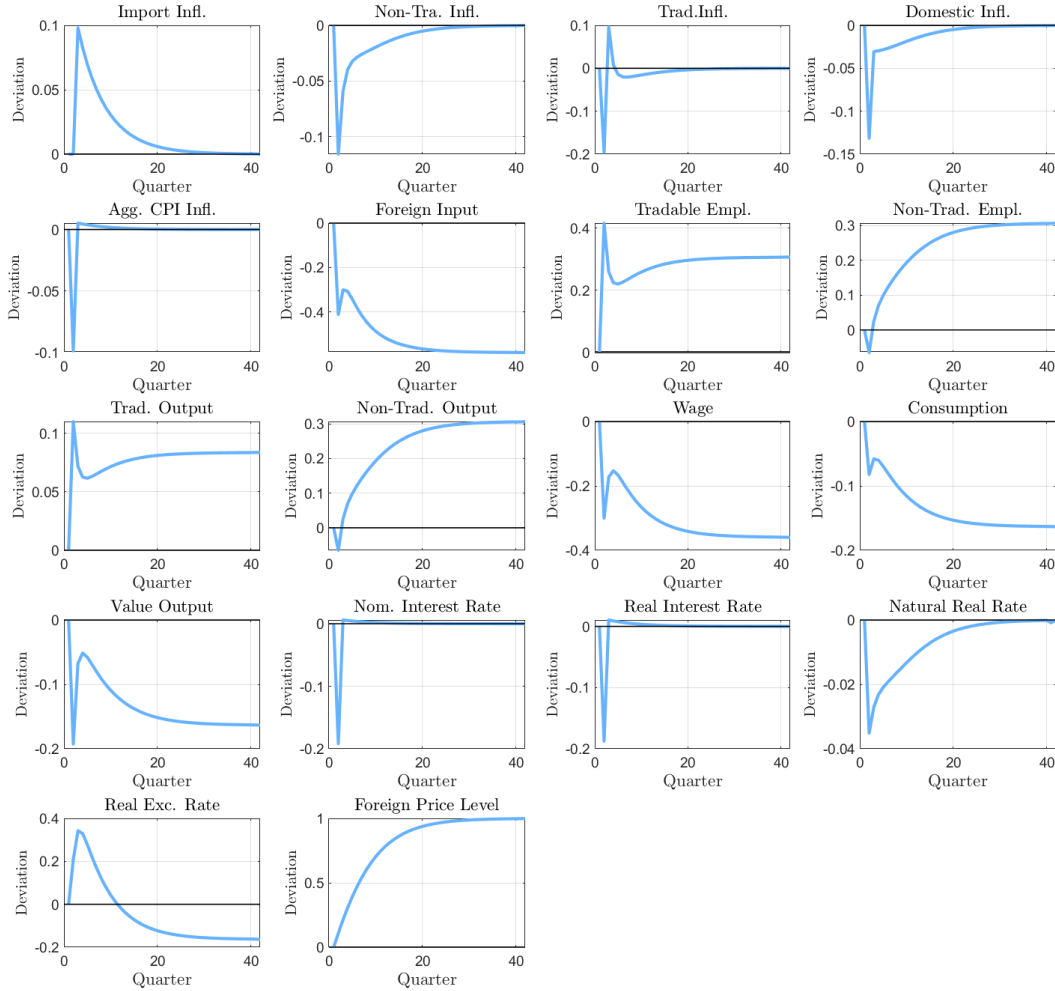 Import Infl.
Deviation
0.1
0.05
0
0 20 40
Quarter
Non-Tra. Infl.
Deviation
0
-0.05
-0.1
0 20 40
Quarter
Trad.Infl.
Deviation
0.1
0
-0.1
-0.2
0 20 40
Quarter
Domestic Infl.
Deviation
0
-0.05
-0.1
-0.15
0 20 40
Quarter
Agg. CPI Infl.
Deviation
0
-0.05
-0.1
0 20 40
Quarter
Foreign Input
Deviation
0
-0.2
-0.4
0 20 40
Quarter
Tradable Empl.
Deviation
0.4
0.2
0
0 20 40
Quarter
Non-Trad. Empl.
Deviation
0.3
0.2
0.1
0
0 20 40
Quarter
Trad. Output
Deviation
0.1
0.05
0
0 20 40
Quarter
Non-Trad. Output
Deviation
0.3
0.2
0.1
0
0 20 40
Quarter
Wage
Deviation
0
-0.2
-0.4
0 20 40
Quarter
Consumption
Deviation
0
-0.1
-0.2
0 20 40
Quarter
Value Output
Deviation
0
-0.1
-0.2
0 20 40
Quarter
Nom. Interest Rate
Deviation
0
-0.1
0 20 40
Quarter
Real Interest Rate
Deviation
0
-0.1
-0.2
0 20 40
Quarter
Natural Real Rate
Deviation
0
-0.02
-0.04
0 20 40
Quarter
Real Exc. Rate
Deviation
0.4
0.2
0
-0.2
0 20 40
Quarter
Foreign Price Level
Deviation
1
0.5
0
0 20 40
Quarter